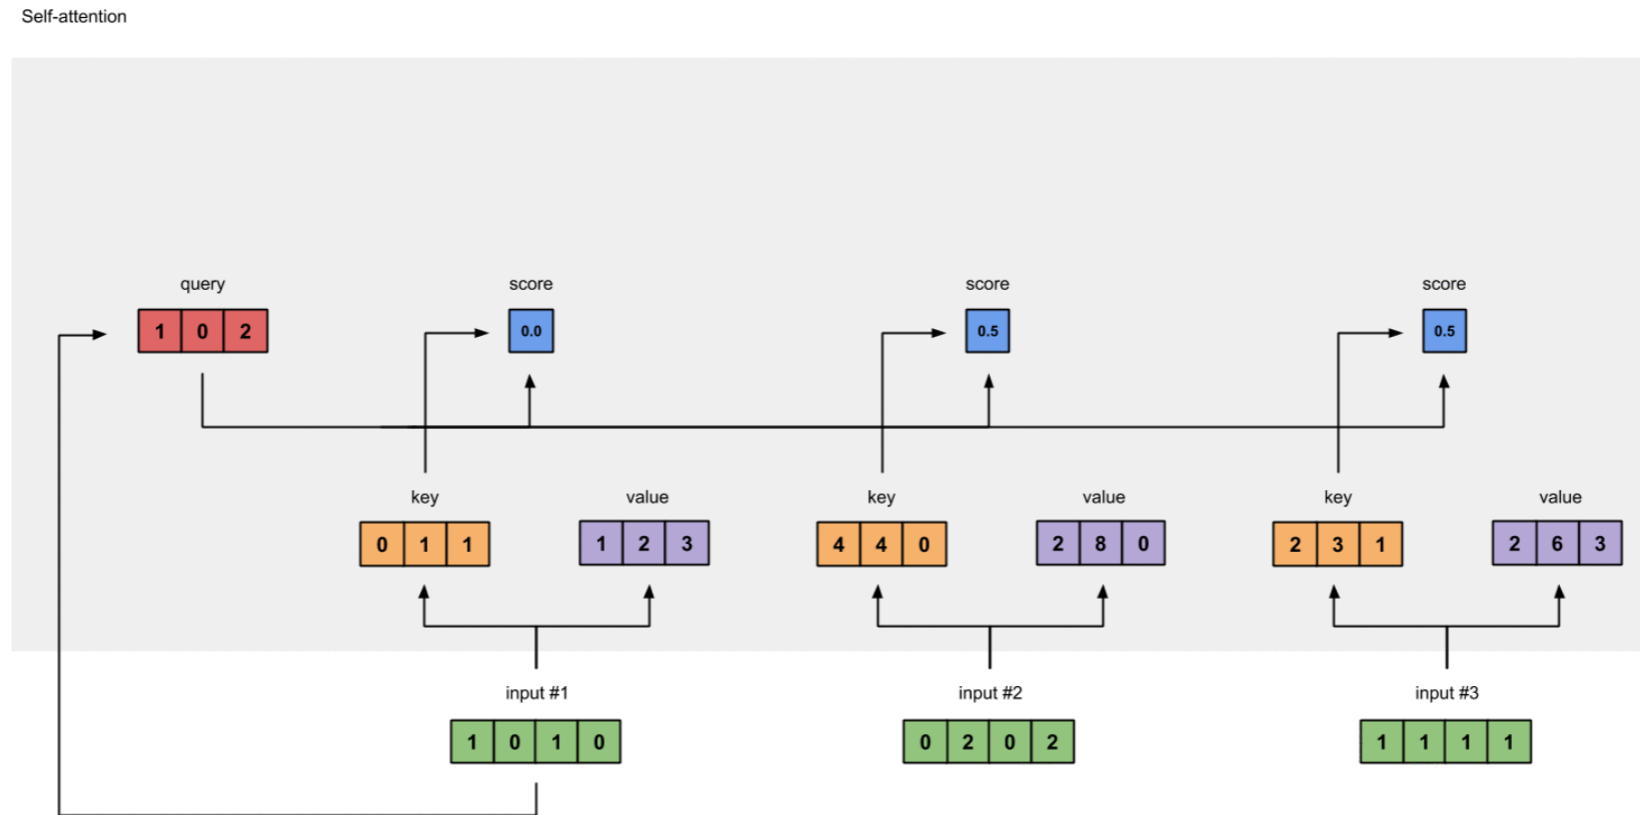 Self-attention
query
score
score
score
1 0 2
0.0
0.5
0.5
key
value
key
value
key
value
0 1 1
1 2 3
4 4 0
2 8 0
2 3 1
2 6 3
input #1
input #2
input #3
1 0 1 0
0 2 0 2
1 1 1 1